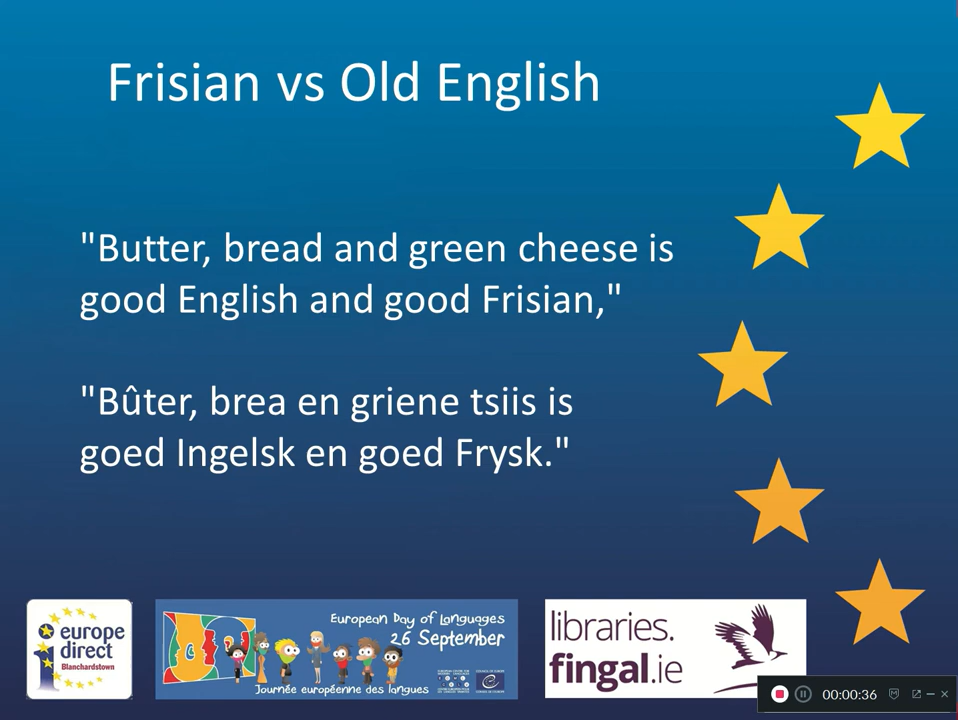 Frisian vs Old English
"Butter, bread and green cheese is
good English and good Frisian,"
"Bûter, brea en griene tsiis is
goed Ingelsk en goed Frysk."
europe
direct
Blanchardstown
European Day of Languages
26 September
Journée européenne des langues
libraries.
fingal.ie
00:00:36